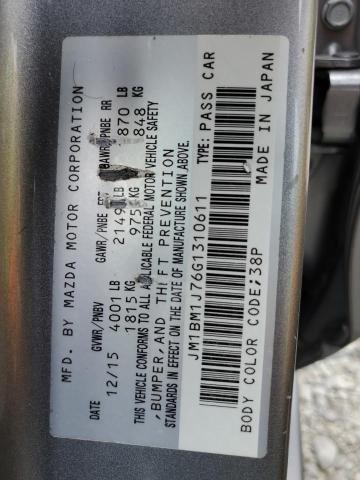 MFD. BY MAZDA MOTOR CORPORATION
DATE GVWR/PNBV GAWR/PNBE GAWR/PNBE RR
12/15 4001 LB 2149 LB 870 LB
1815 KG 975 KG 848 KG
THIS VEHICLE CONFORMS TO ALL APPLICABLE FEDERAL MOTOR VEHICLE SAFETY
, BUMPER, AND THEFT PREVENTION
STANDARDS IN EFFECT ON THE DATE OF MANUFACTURE SHOWN ABOVE.
JM1BM1J76G1310611 TYPE: PASS CAR
BODY COLOR CODE;38P MADE IN JAPAN